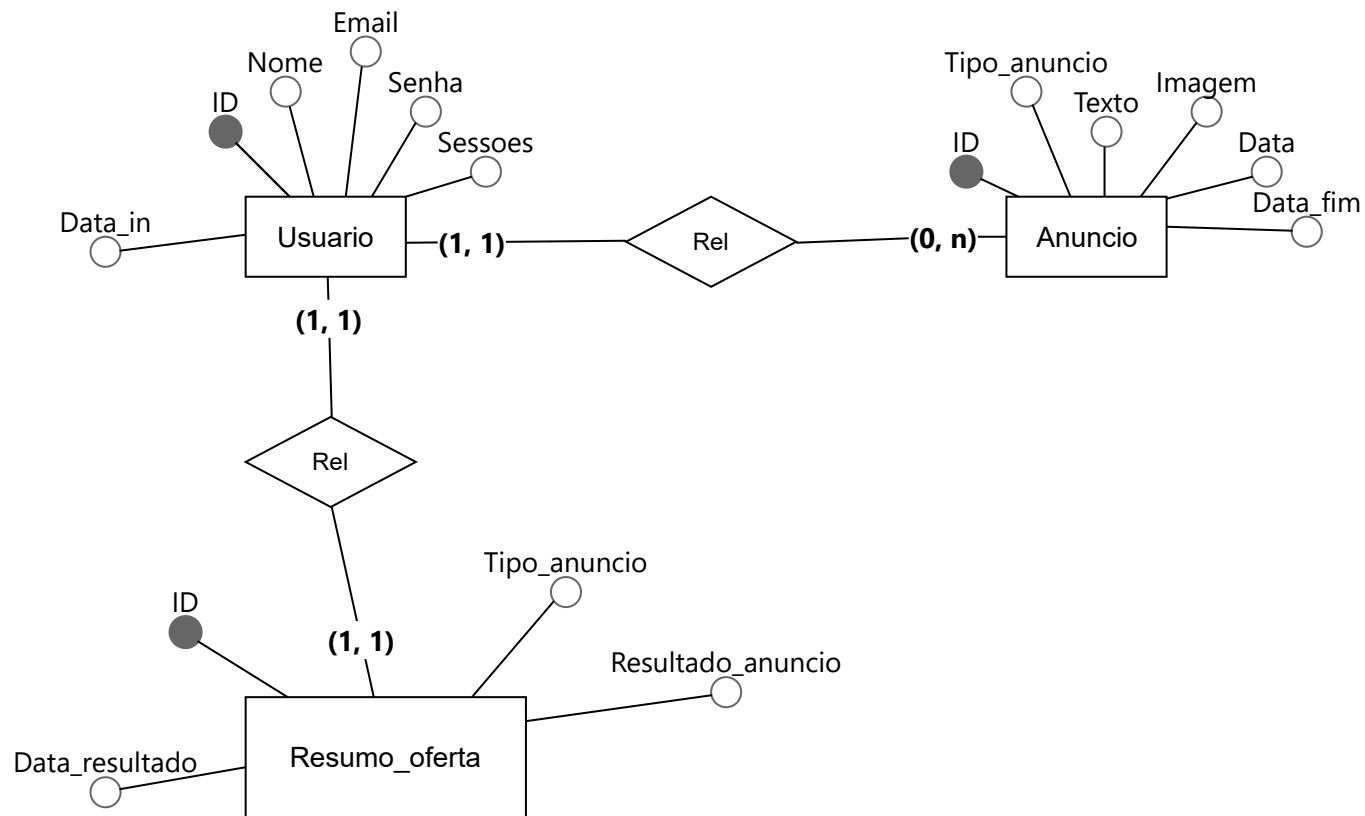 Email
Nome
Senha
ID
Sessoes
Data_in
Usuario
(1, 1)
Rel
(0, n)
Tipo_anuncio
Imagem
Texto
ID
Data
Data_fim
Anuncio
(1, 1)
Rel
(1, 1)
Tipo_anuncio
ID
Resultado_anuncio
Data_resultado
Resumo_oferta